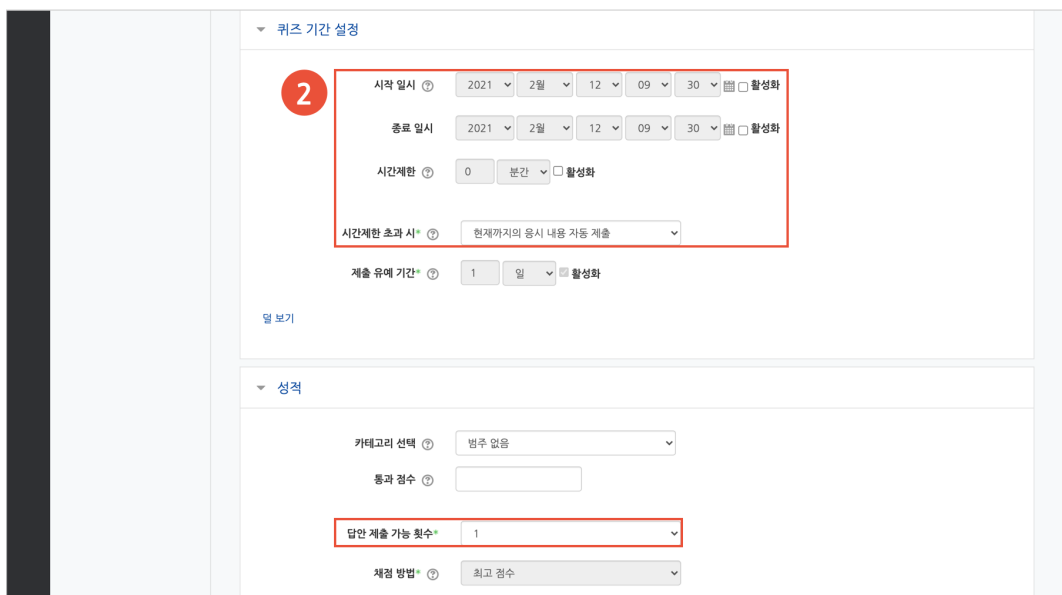 퀴즈 기간 설정
2
시작 일시 2021 2월 12 09 30 활성화
종료 일시 2021 2월 12 09 30 활성화
시간제한 0 분간 활성화
시간제한 초과 시* 현재까지의 응시 내용 자동 제출
제출 유예 기간* 1 일 활성화
덜 보기
성적
카테고리 선택 범주 없음
통과 점수
답안 제출 가능 횟수* 1
채점 방법* 최고 점수